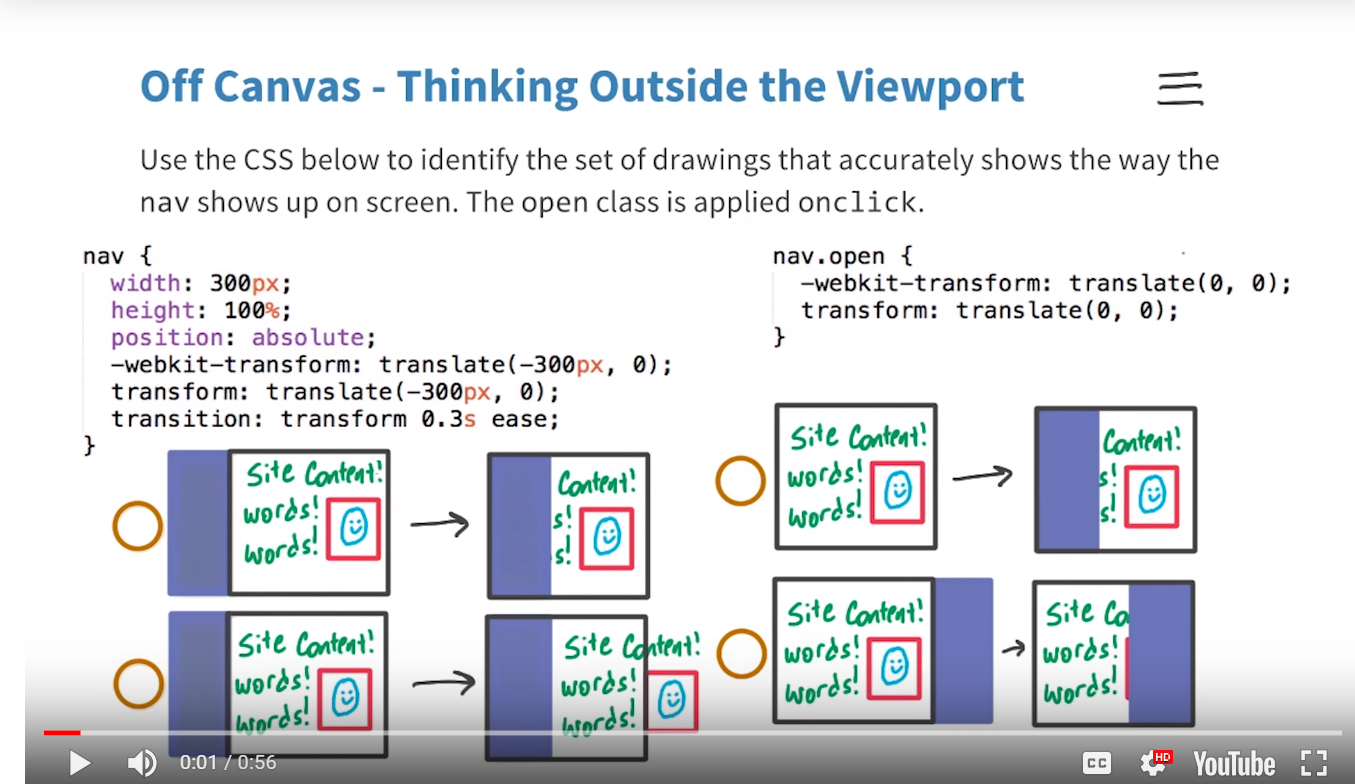 Off Canvas - Thinking Outside the Viewport
Use the CSS below to identify the set of drawings that accurately shows the way the
nav shows up on screen. The open class is applied onclick.
nav {
width: 300px;
height: 100%;
position: absolute;
-webkit-transform: translate(-300px, 0);
transform: translate(-300px, 0);
transition: transform 0.3s ease;
}
nav.open {
-webkit-transform: translate(0, 0);
transform: translate(0, 0);
}
Site Content!
words!
words!
Content!
s!
s!
Site Content!
words!
words!
Content!
s!
s!
Site Content!
words!
words!
Site Content!
words!
words!
Site Content!
words!
words!
Site Co
words!
words!
0:01 / 0:56
CC
HD
YouTube